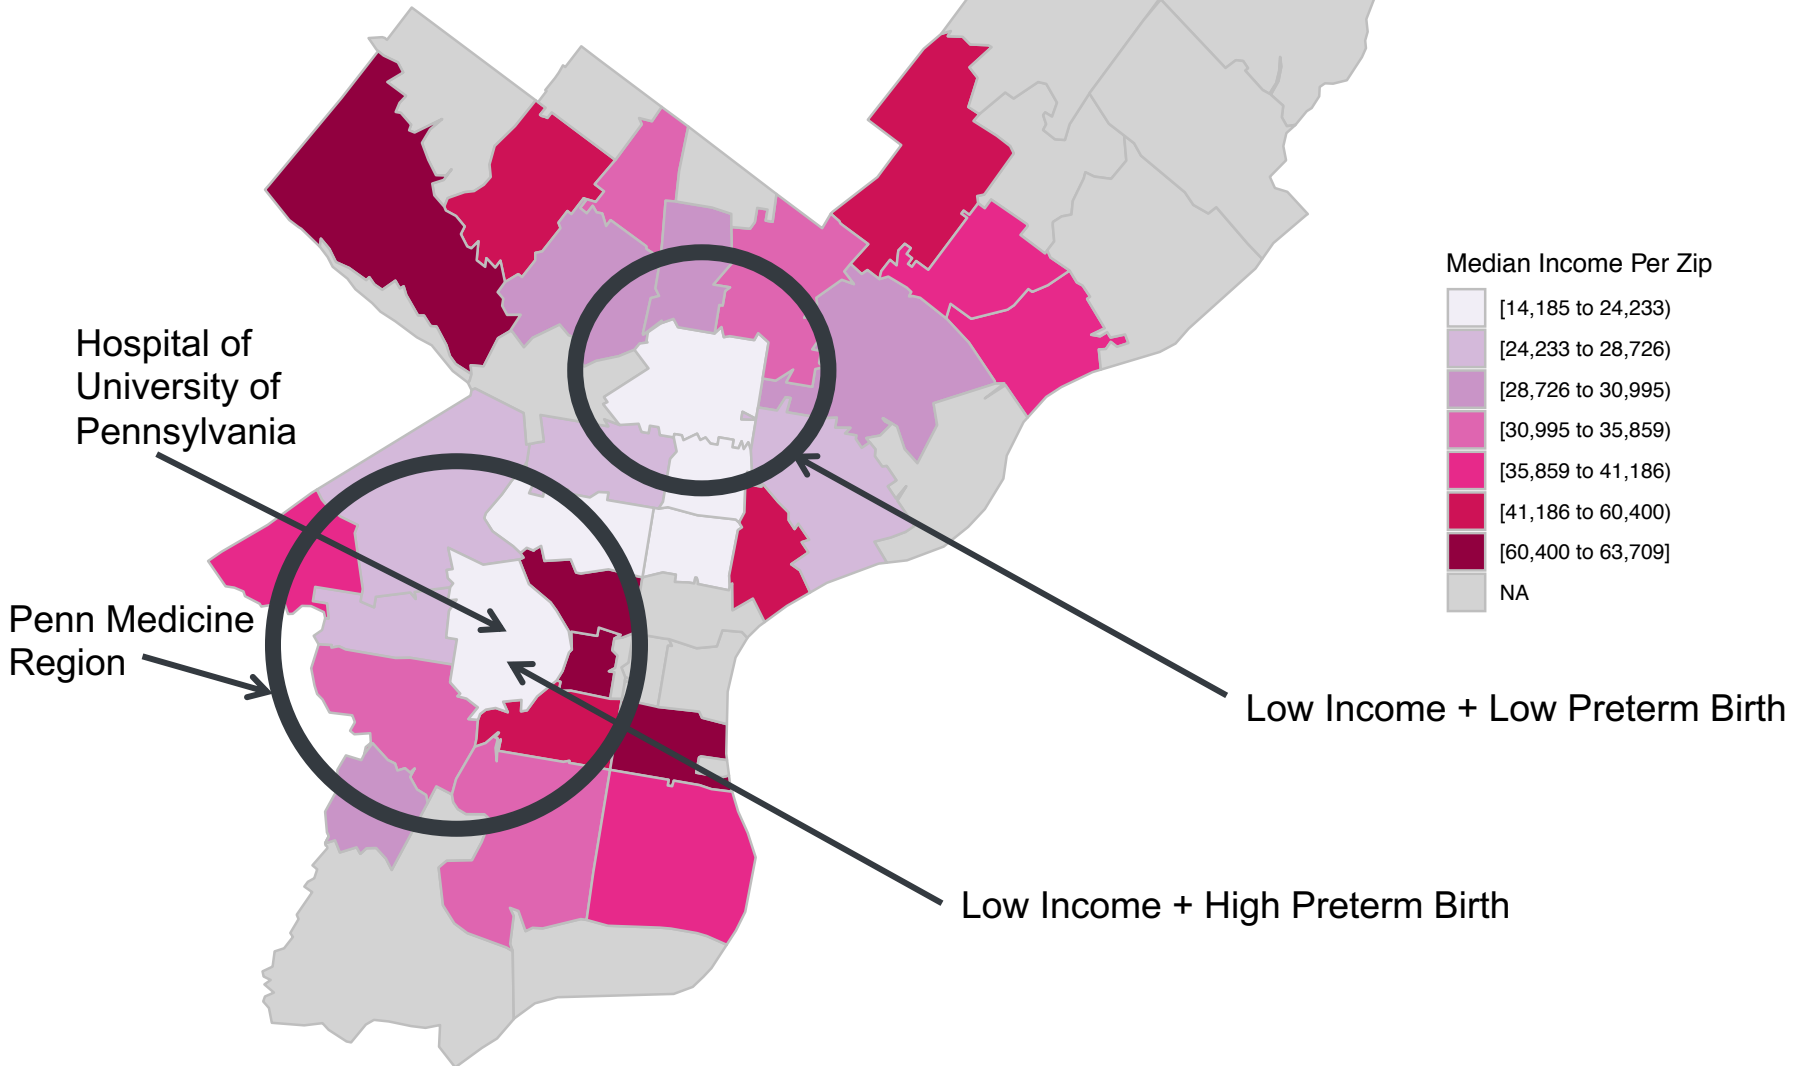 Median Income Per Zip
[14,185 to 24,233)
[24,233 to 28,726)
[28,726 to 30,995)
[30,995 to 35,859)
[35,859 to 41,186)
[41,186 to 60,400)
[60,400 to 63,709]
NA
Hospital of
University of
Pennsylvania
Penn Medicine
Region
Low Income + Low Preterm Birth
Low Income + High Preterm Birth